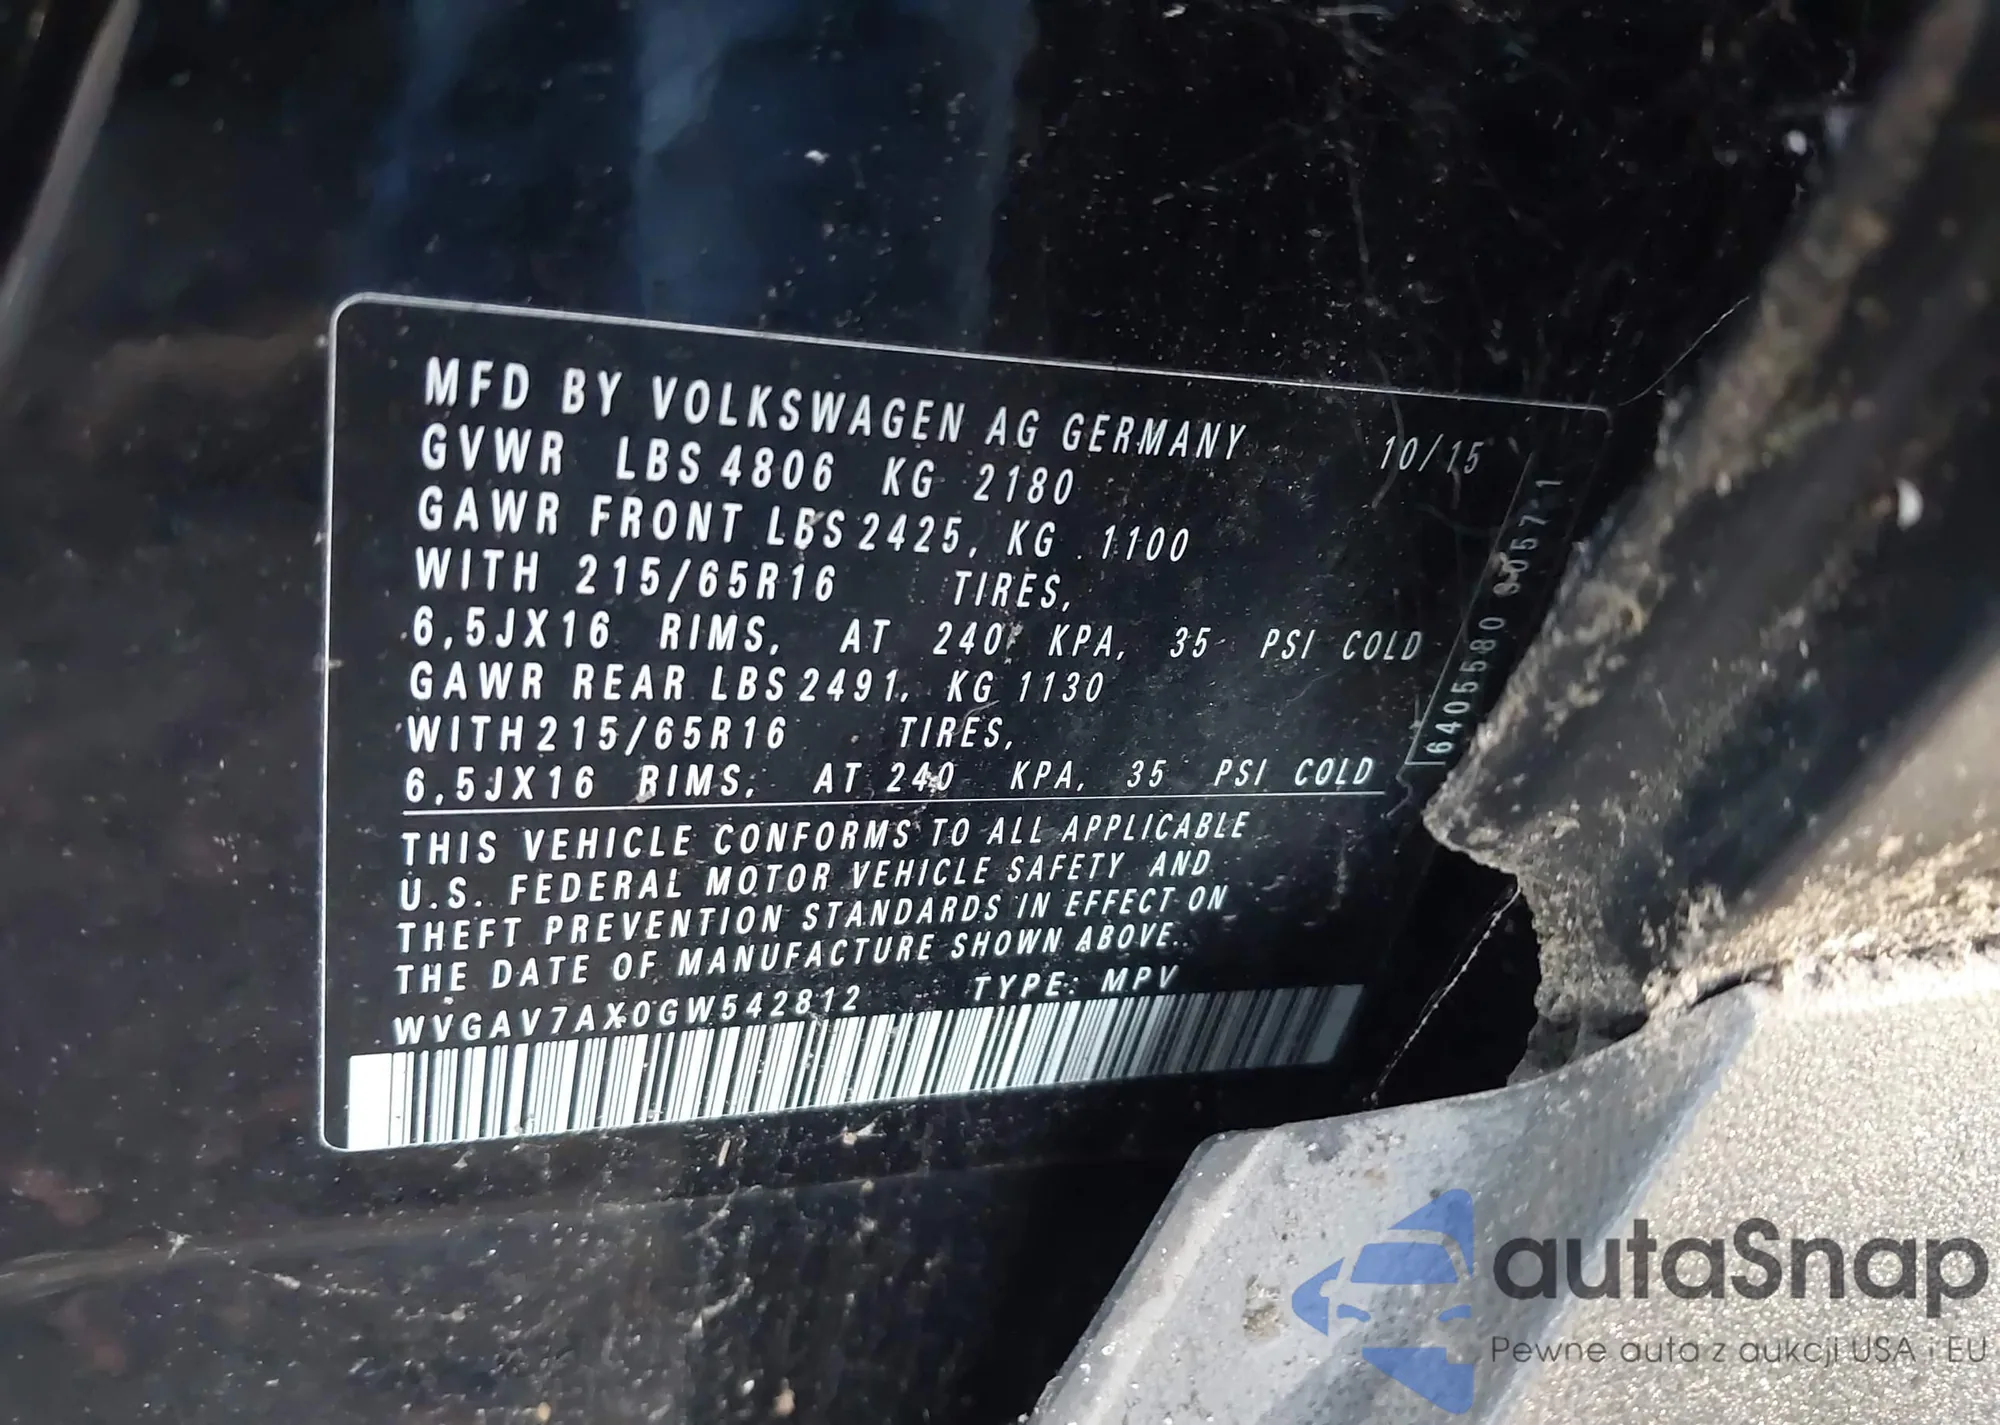 MFD BY VOLKSWAGEN AG GERMANY 10/15
GVWR LBS 4806 KG 2180
GAWR FRONT LBS 2425, KG 1100
WITH 215/65R16 TIRES,
6,5JX16 RIMS, AT 240 KPA, 35 PSI COLD
GAWR REAR LBS 2491, KG 1130
WITH 215/65R16 TIRES,
6,5JX16 RIMS, AT 240 KPA, 35 PSI COLD
THIS VEHICLE CONFORMS TO ALL APPLICABLE
U.S. FEDERAL MOTOR VEHICLE SAFETY AND
THEFT PREVENTION STANDARDS IN EFFECT ON
THE DATE OF MANUFACTURE SHOWN ABOVE.
WVGAV7AX0GW542812 TYPE: MPV
6405580
autaSnap
Pewne auta z aukcji USA i EU